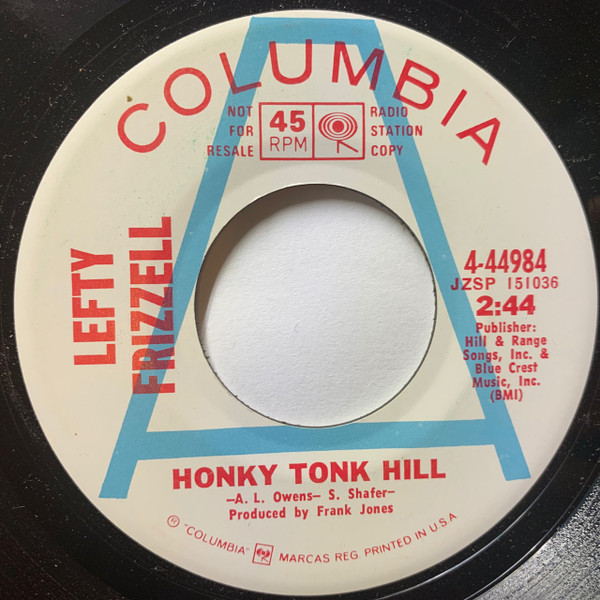 COLUMBIA
NOT
FOR
RESALE
45
RPM
RADIO
STATION
COPY
LEFTY
FRIZZELL
4-44984
JZSP 151036
2:44
Publisher:
Hill & Range
Songs, Inc. &
Blue Crest
Music, Inc.
(BMI)
HONKY TONK HILL
—A. L. Owens— S. Shafer—
Produced by Frank Jones
Ⓟ "COLUMBIA" MARCAS REG. PRINTED IN U.S.A